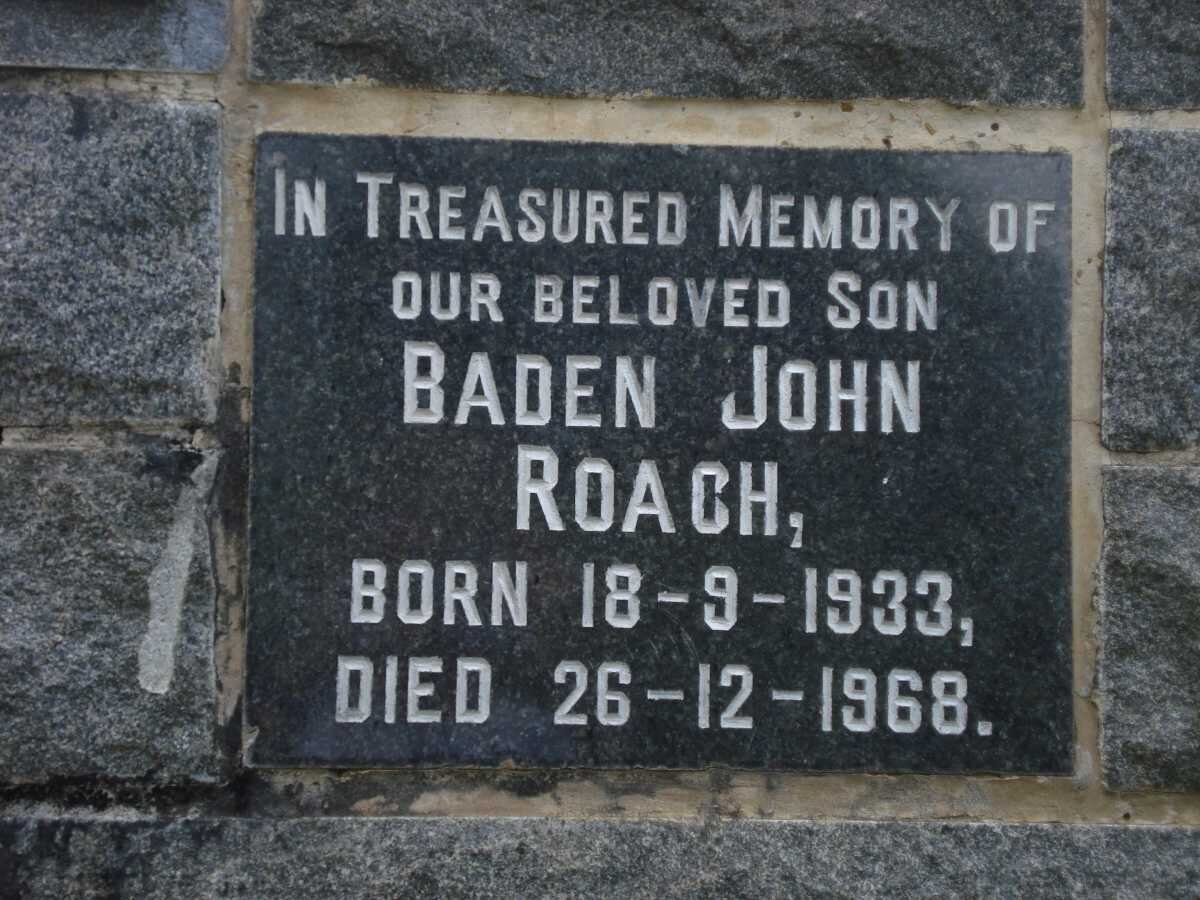 In Treasured Memory of
our beloved Son
Baden John
Roach,
born 18-9-1933,
died 26-12-1968.